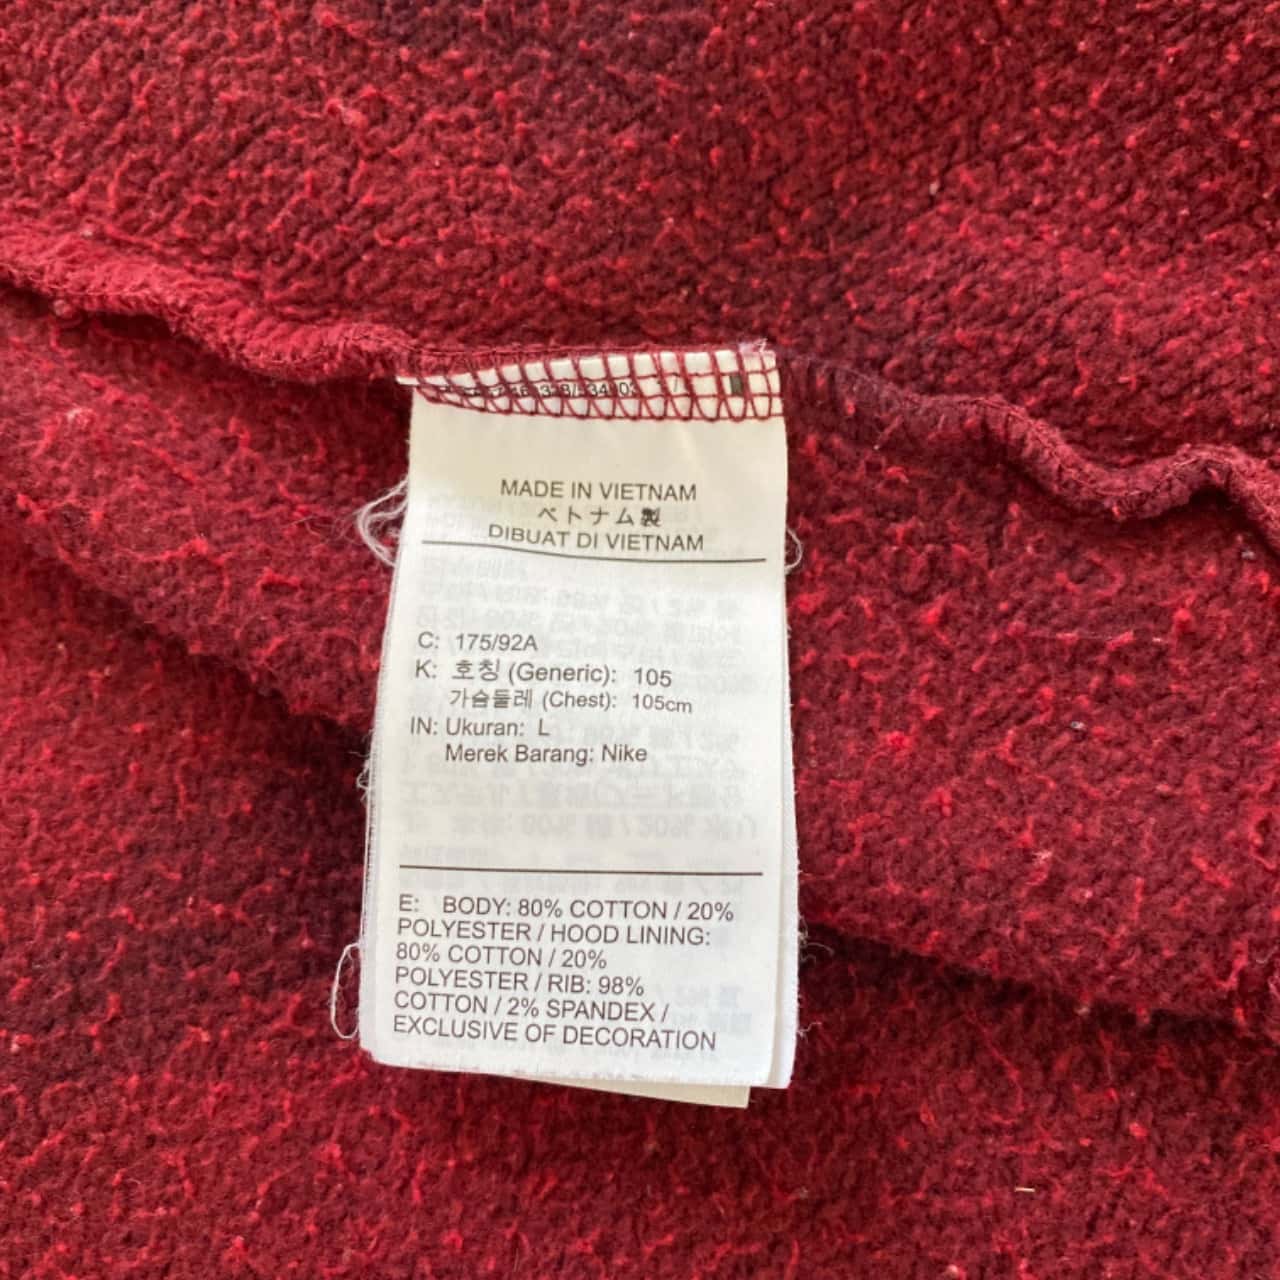 MADE IN VIETNAM
ベトナム製
DIBUAT DI VIETNAM
C: 175/92A
K: 호칭 (Generic): 105
가슴둘레 (Chest): 105cm
IN: Ukuran: L
Merek Barang: Nike
E: BODY: 80% COTTON / 20%
POLYESTER / HOOD LINING:
80% COTTON / 20%
POLYESTER / RIB: 98%
COTTON / 2% SPANDEX /
EXCLUSIVE OF DECORATION